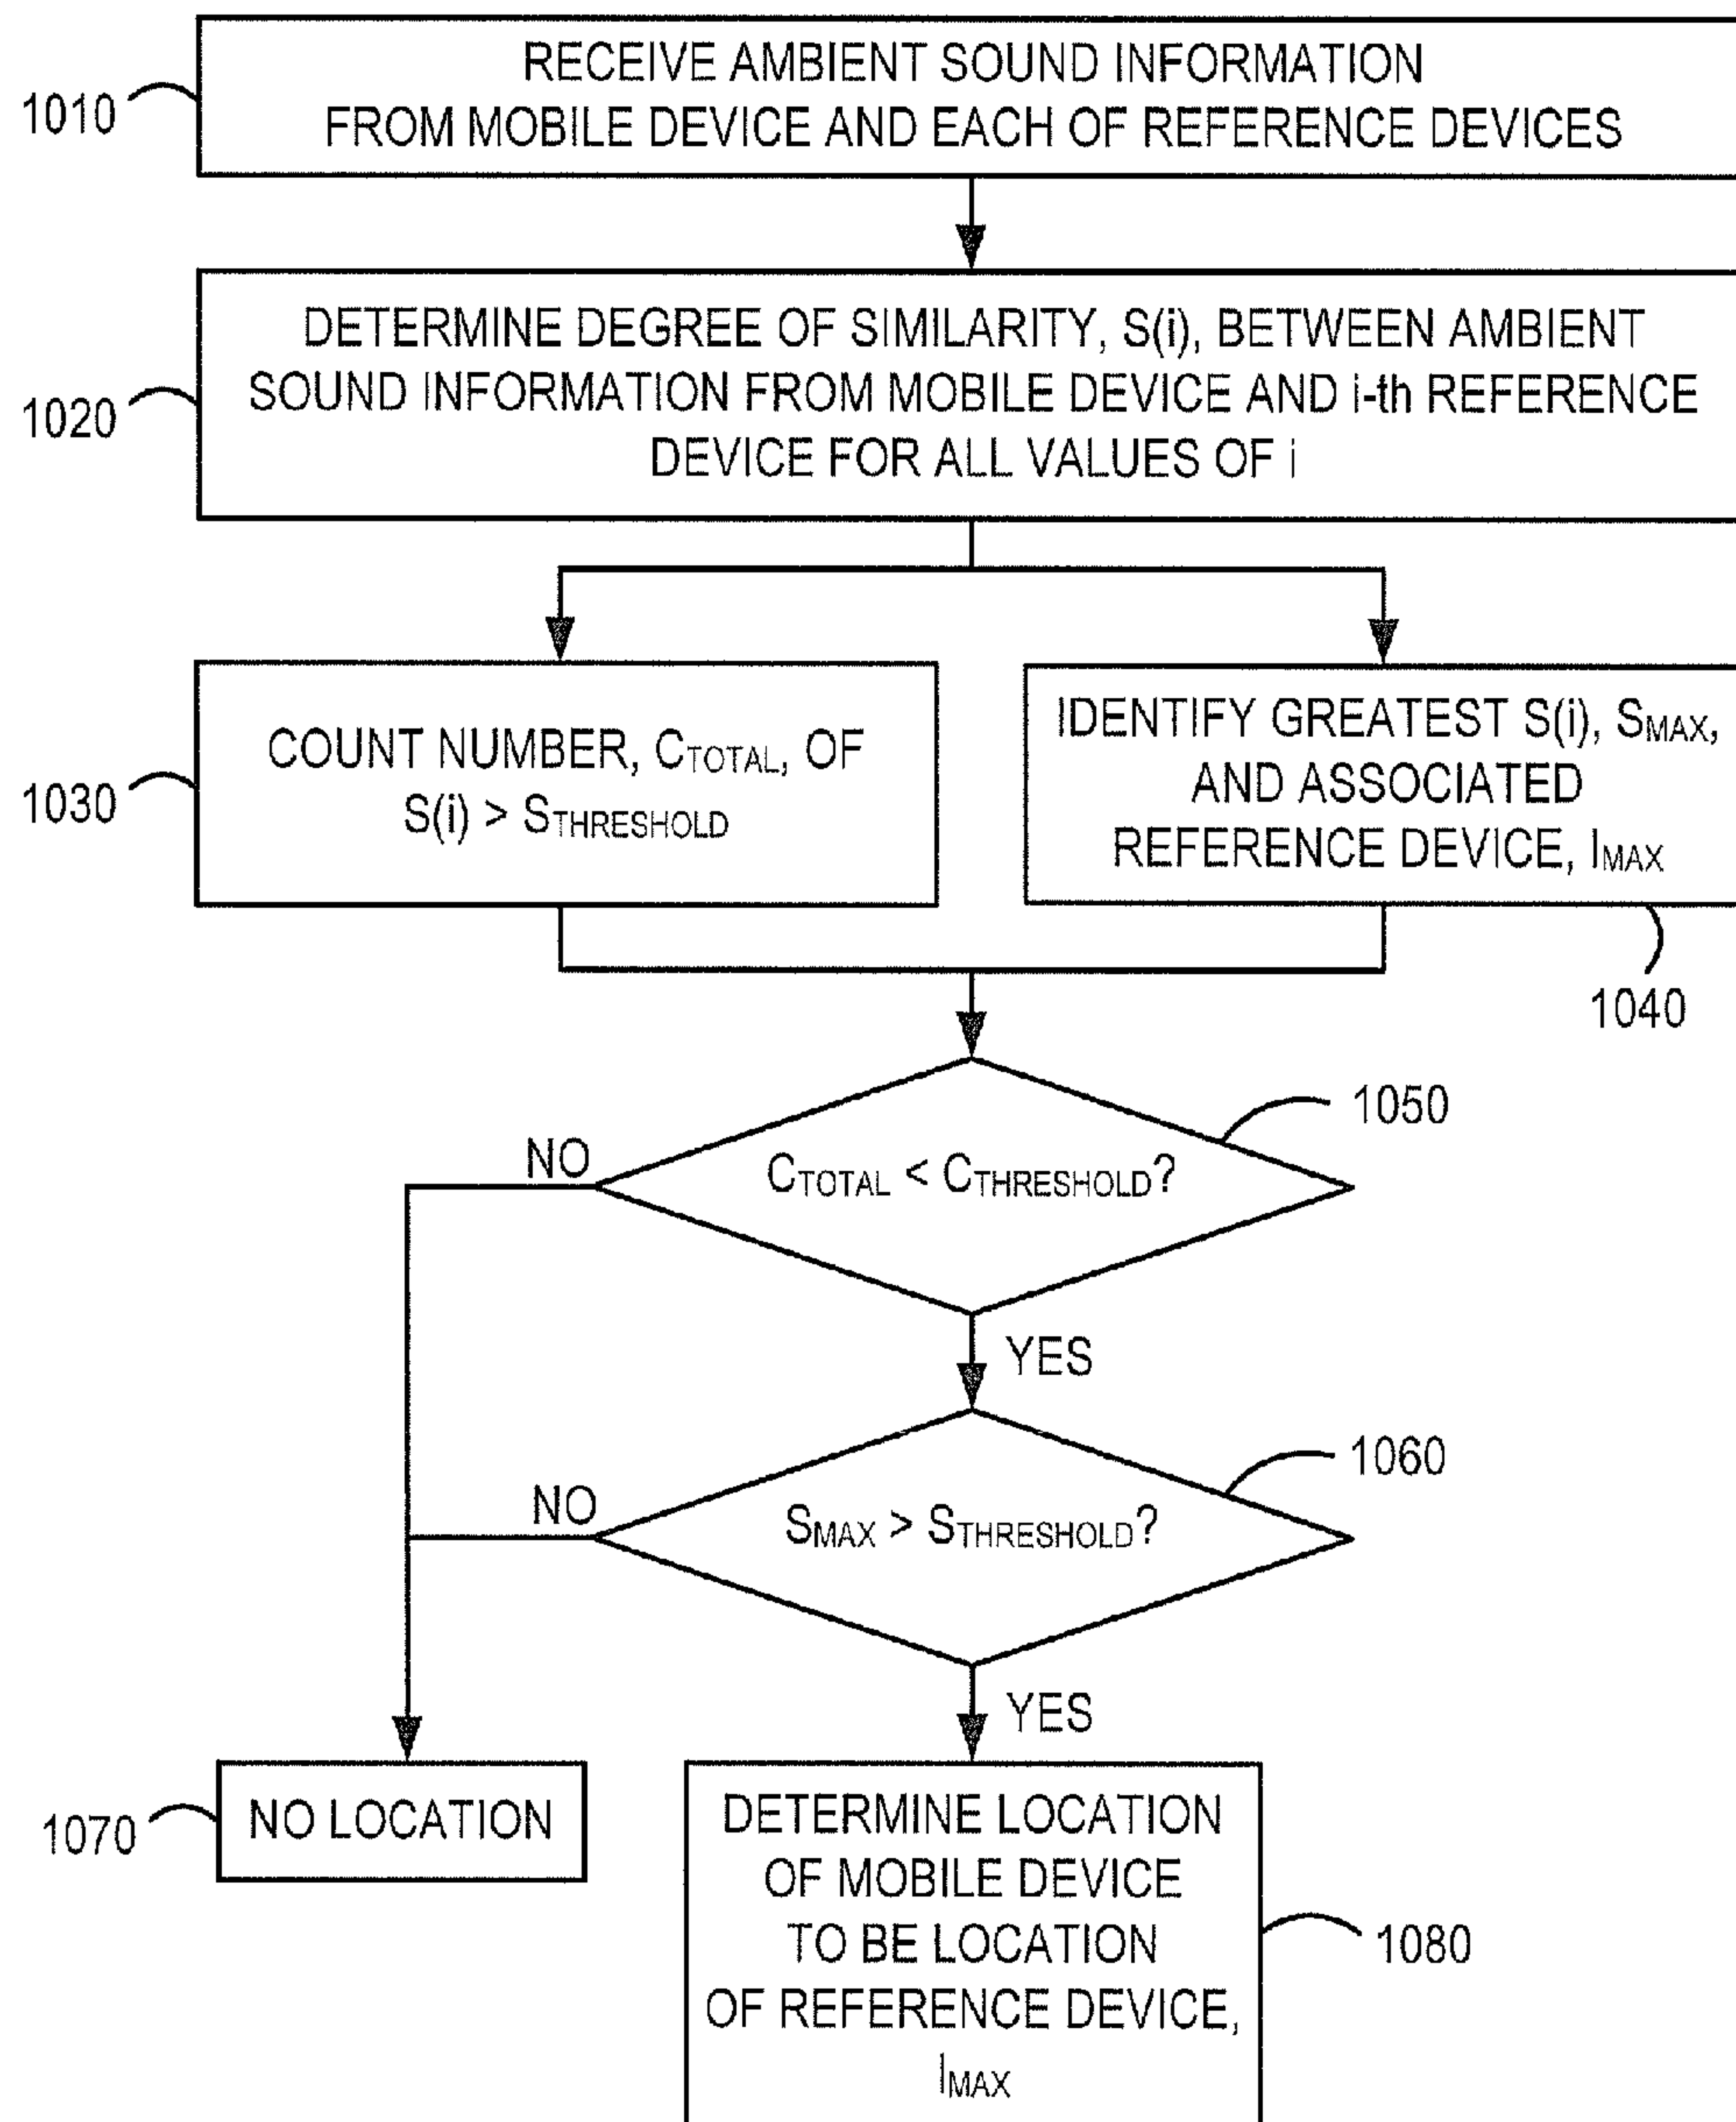 1010
RECEIVE AMBIENT SOUND INFORMATION
FROM MOBILE DEVICE AND EACH OF REFERENCE DEVICES
1020
DETERMINE DEGREE OF SIMILARITY, S(i), BETWEEN AMBIENT
SOUND INFORMATION FROM MOBILE DEVICE AND i-th REFERENCE
DEVICE FOR ALL VALUES OF i
1030
COUNT NUMBER, CTOTAL, OF
S(i) > STHRESHOLD
IDENTIFY GREATEST S(i), SMAX,
AND ASSOCIATED
REFERENCE DEVICE, IMAX
1040
1050
NO
CTOTAL < CTHRESHOLD?
YES
1060
NO
SMAX > STHRESHOLD?
YES
1070
NO LOCATION
DETERMINE LOCATION
OF MOBILE DEVICE
TO BE LOCATION
OF REFERENCE DEVICE,
IMAX
1080